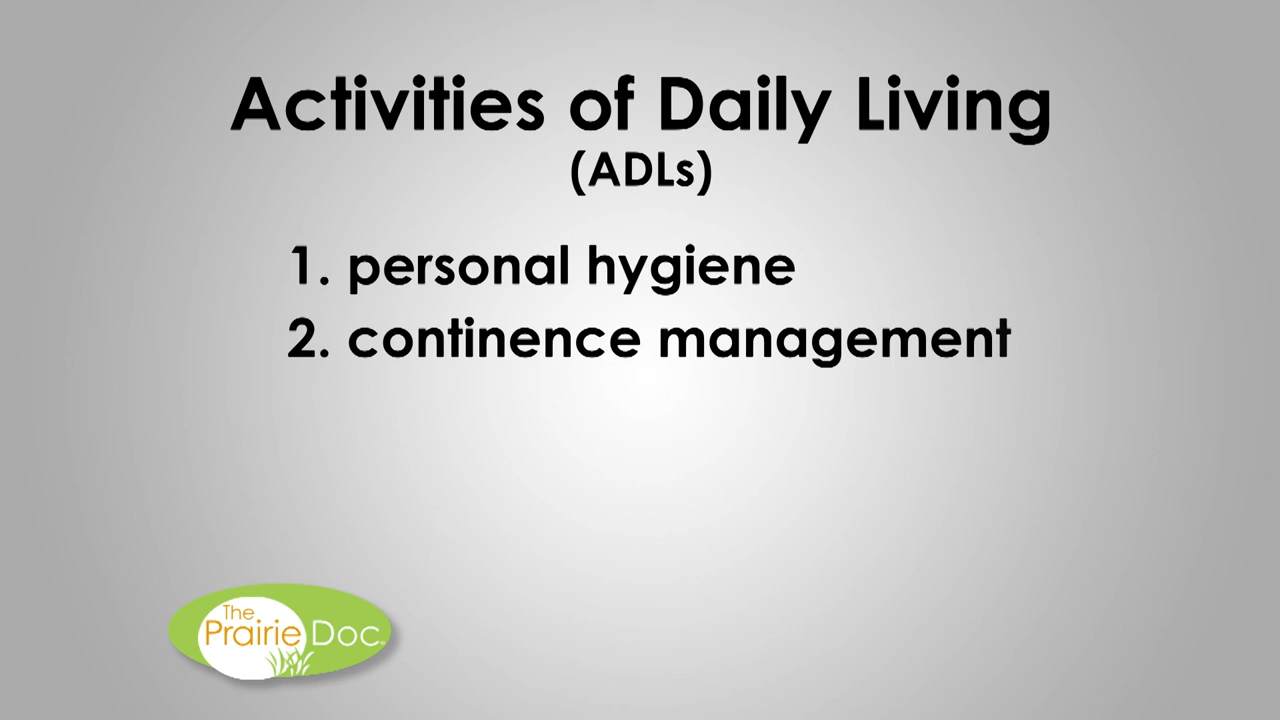 Activities of Daily Living
(ADLs)
1. personal hygiene
2. continence management
The
Prairie Doc®